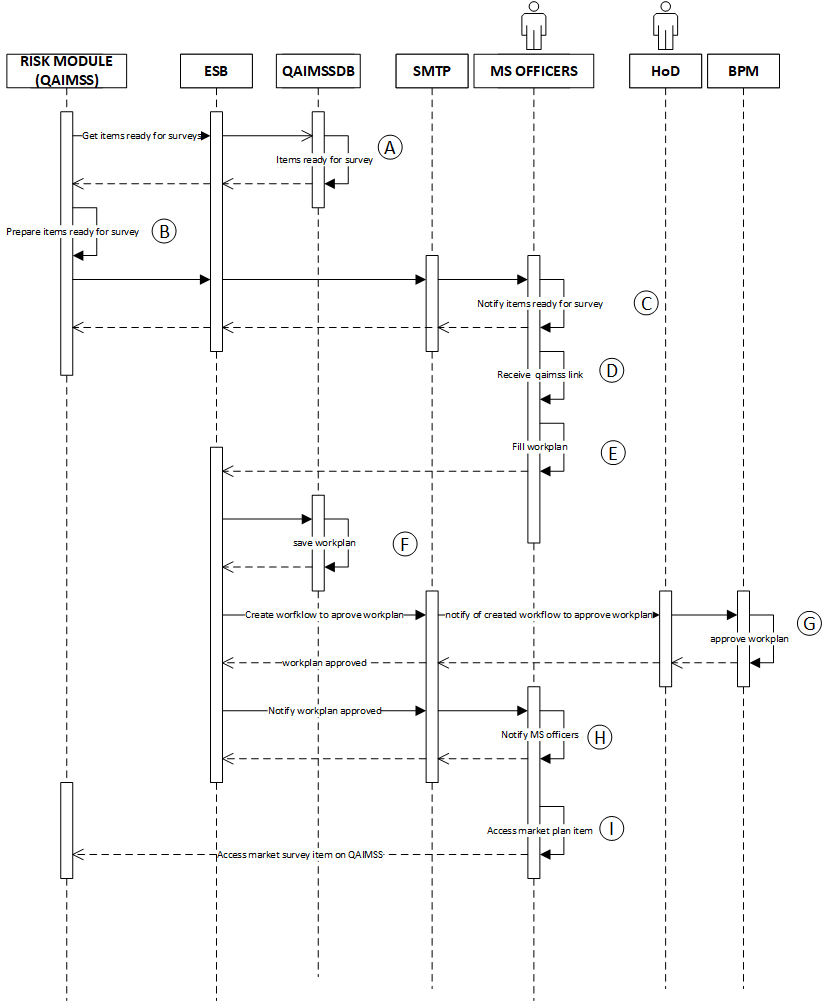 RISK MODULE
(QAIMSS)
ESB
QAIMSSDB
SMTP
MS OFFICERS
HoD
BPM
Get items ready for surveys
Items ready for survey
A
Prepare items ready for survey
B
Notify items ready for survey
C
Receive qaimss link
D
Fill workplan
E
save workplan
F
Create worfklow to aprove workplan
notify of created workflow to approve workplan
G
approve workplan
workplan approved
Notify workplan approved
Notify MS officers
H
Access market plan item
I
Access market survey item on QAIMSS